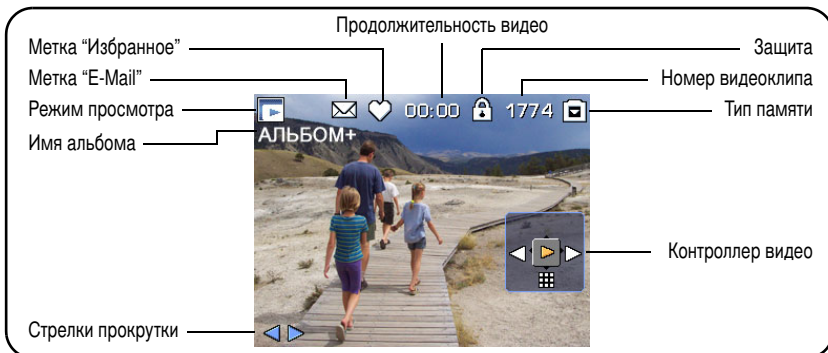 Продолжительность видео
Метка “Избранное”
Защита
Метка “E-Mail”
Номер видеоклипа
Режим просмотра
00:00
1774
Тип памяти
Имя альбома
АЛЬБОМ+
Контроллер видео
Стрелки прокрутки